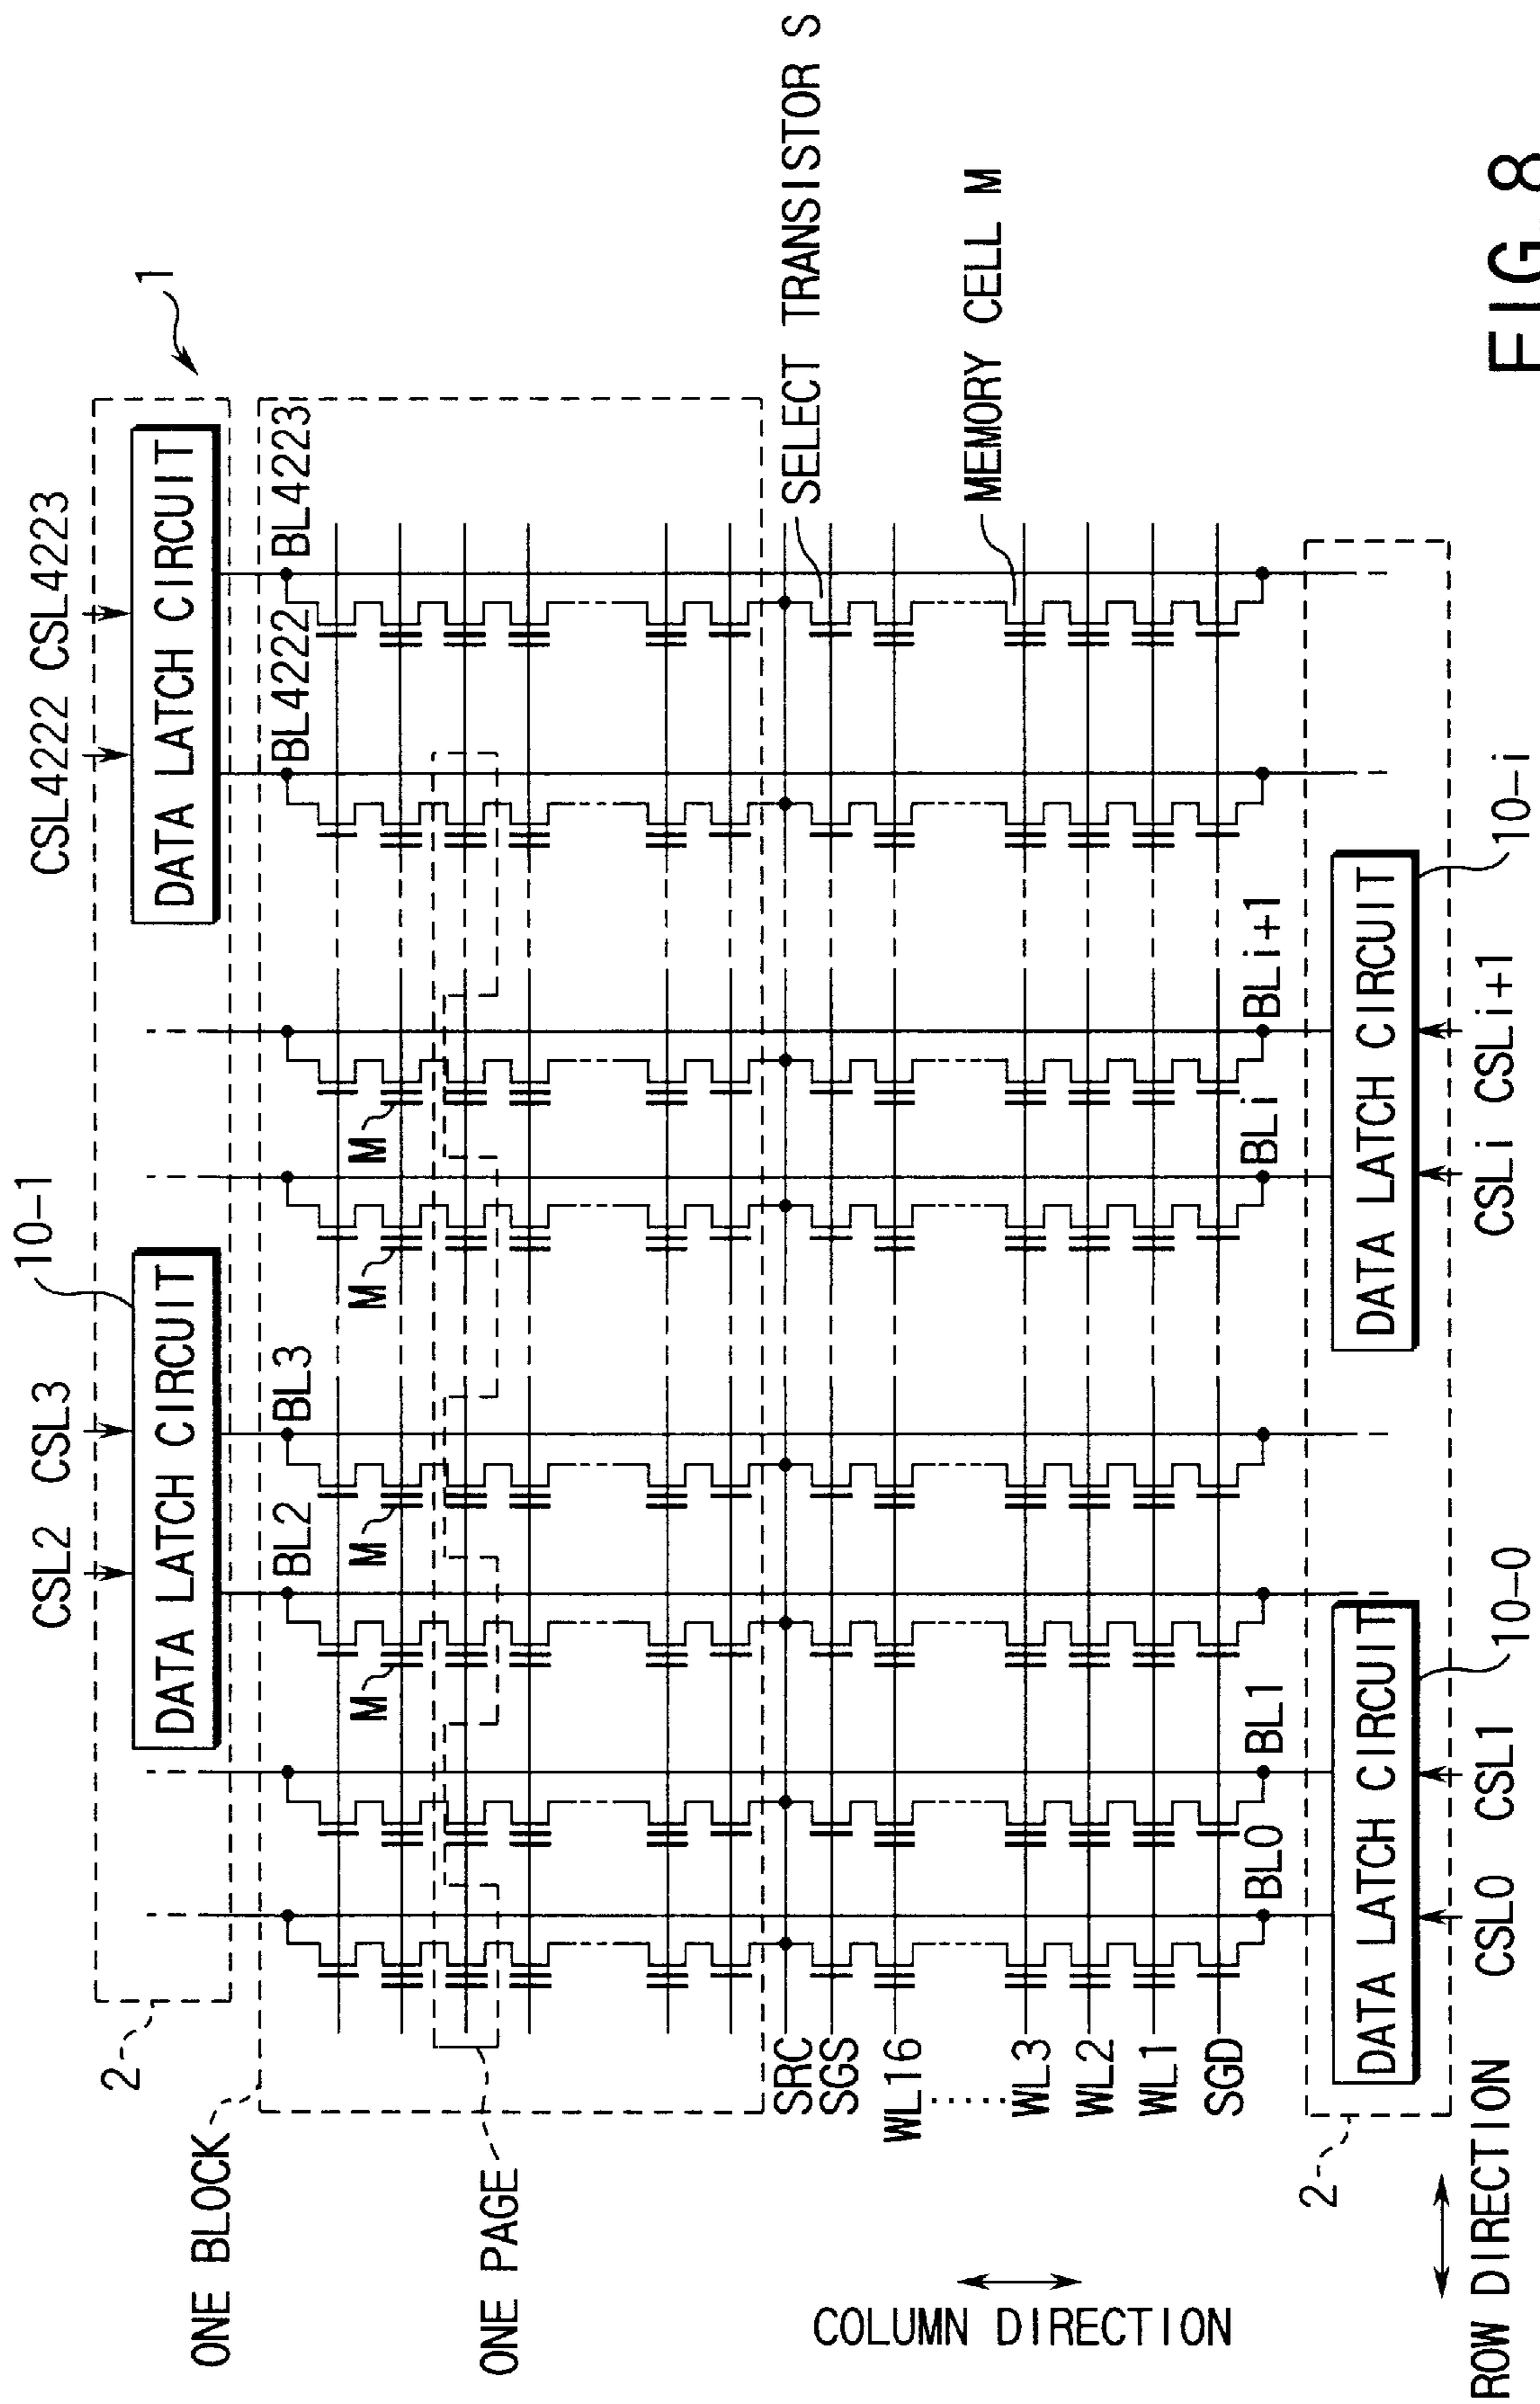 CSL2 CSL3
10-1
CSL4222 CSL4223
1
2
DATA LATCH CIRCUIT
DATA LATCH CIRCUIT
ONE BLOCK
BL2
BL3
BL4222
BL4223
M
M
M
M
ONE PAGE
SRC
SGS
WL16
......
WL3
WL2
WL1
SGD
SELECT TRANSISTOR S
MEMORY CELL M
COLUMN DIRECTION
BL0
BL1
BLi
BLi+1
2
DATA LATCH CIRCUIT
DATA LATCH CIRCUIT
ROW DIRECTION
CSL0 CSL1
10-0
CSLi CSLi+1
10-i
FIG.8